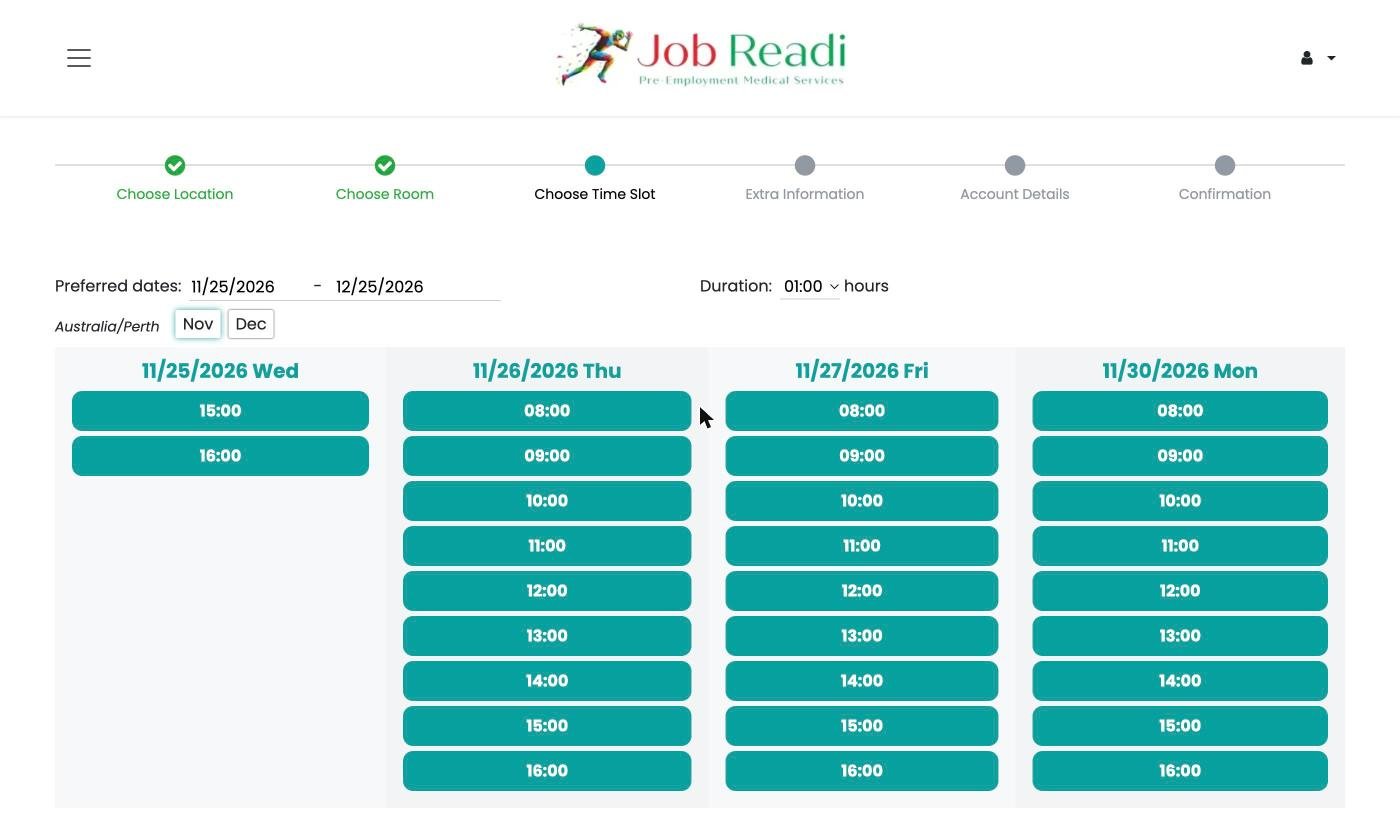 Job Readi
Pre-Employment Medical Services
Choose Location
Choose Room
Choose Time Slot
Extra Information
Account Details
Confirmation
Preferred dates: 11/25/2026 - 12/25/2026
Duration: 01:00 hours
Australia/Perth Nov Dec
11/25/2026 Wed
15:00
16:00
11/26/2026 Thu
08:00
09:00
10:00
11:00
12:00
13:00
14:00
15:00
16:00
11/27/2026 Fri
08:00
09:00
10:00
11:00
12:00
13:00
14:00
15:00
16:00
11/30/2026 Mon
08:00
09:00
10:00
11:00
12:00
13:00
14:00
15:00
16:00